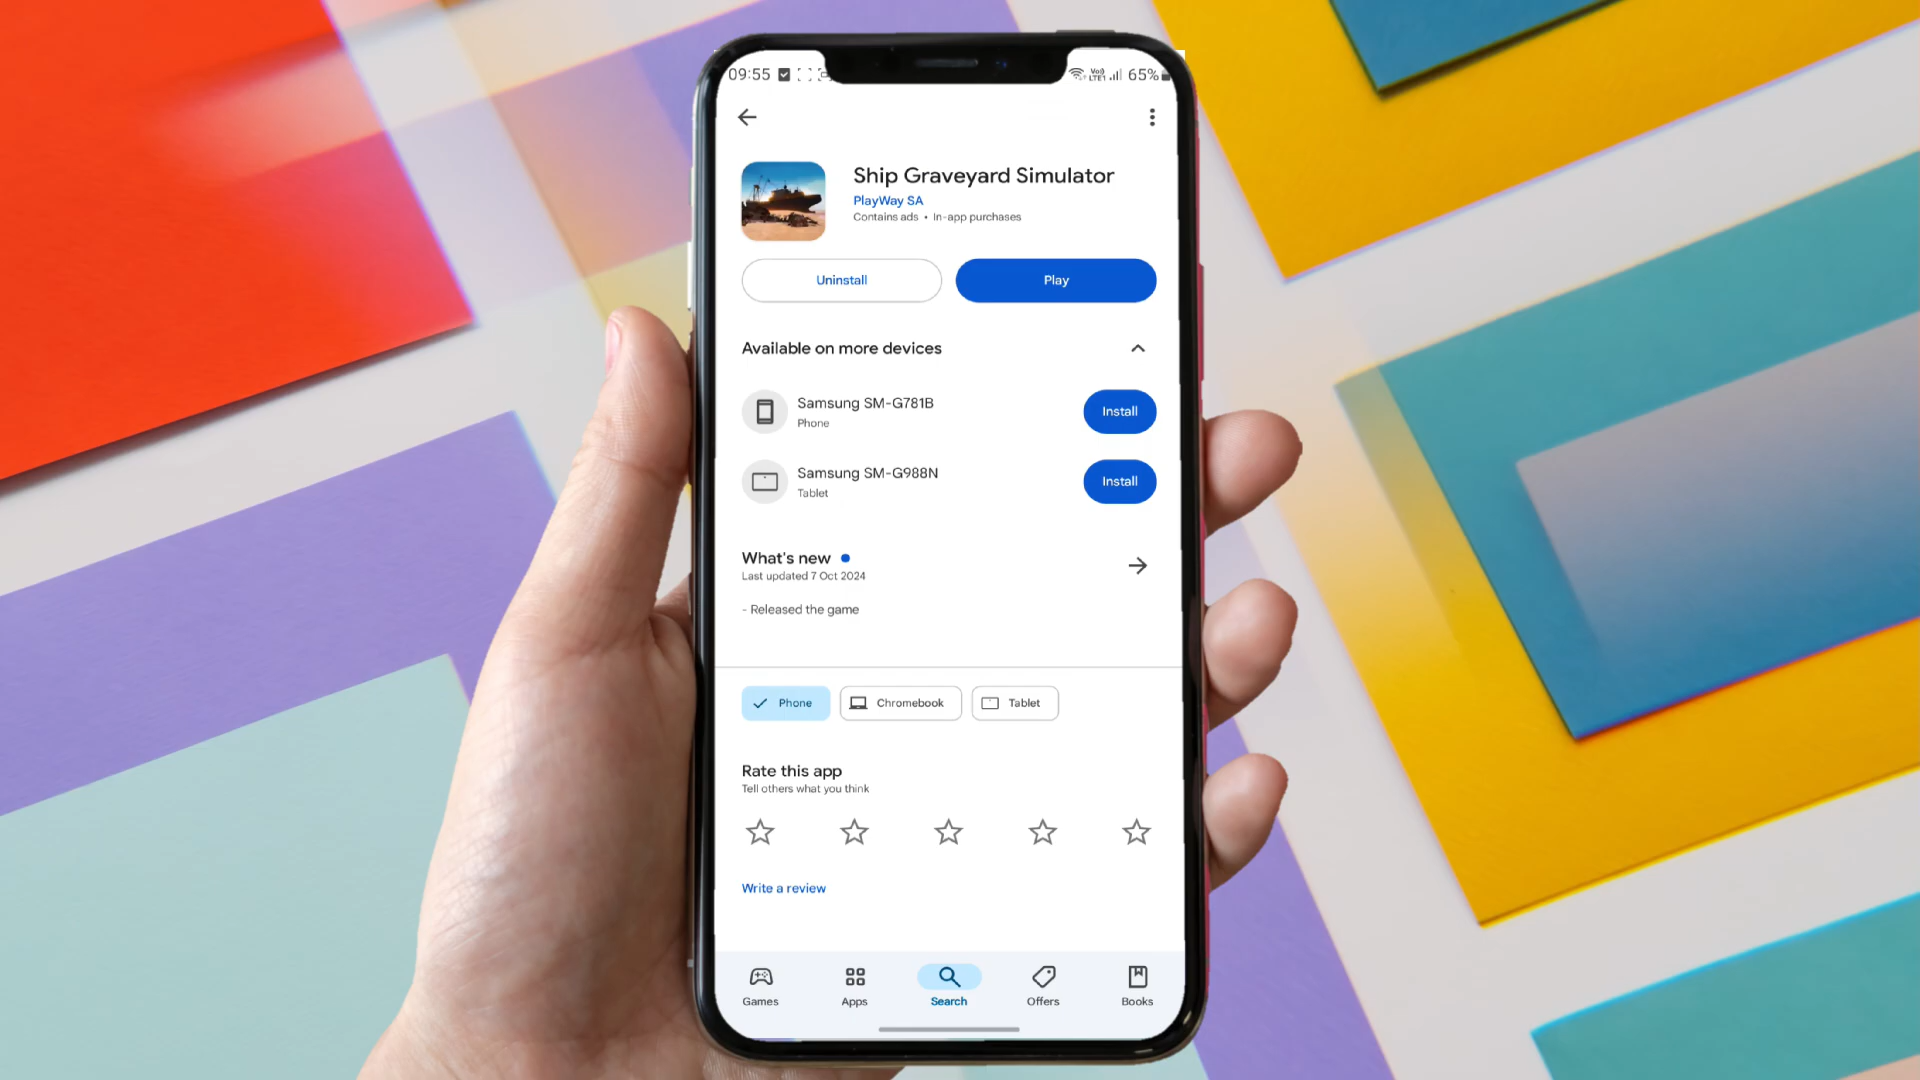 09:55
65%
Ship Graveyard Simulator
PlayWay SA
Contains ads • In-app purchases
Uninstall
Play
Available on more devices
Samsung SM-G781B
Phone
Install
Samsung SM-G988N
Tablet
Install
What's new
Last updated 7 Oct 2024
- Released the game
Phone
Chromebook
Tablet
Rate this app
Tell others what you think
Write a review
Games
Apps
Search
Offers
Books